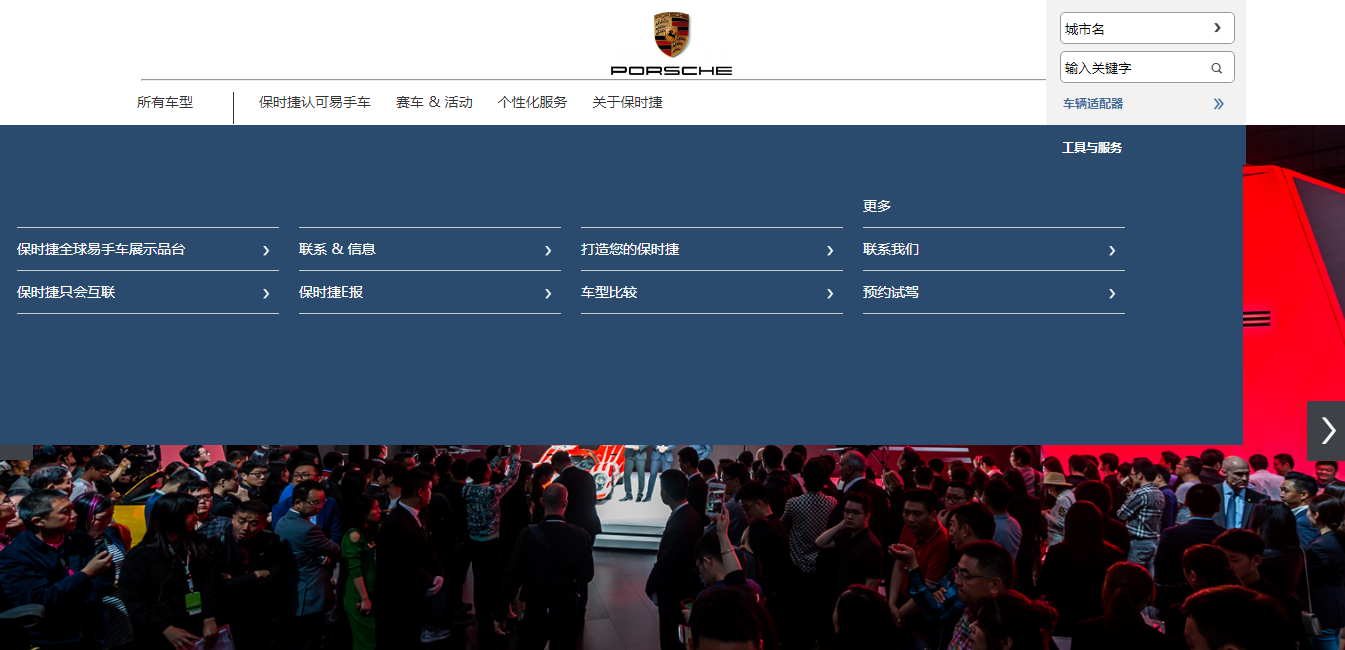 PORSCHE
城市名
输入关键字
车辆适配器
所有车型
保时捷认可易手车
赛车 & 活动
个性化服务
关于保时捷
工具与服务
更多
保时捷全球易手车展示品台
联系 & 信息
打造您的保时捷
联系我们
保时捷只会互联
保时捷E报
车型比较
预约试驾